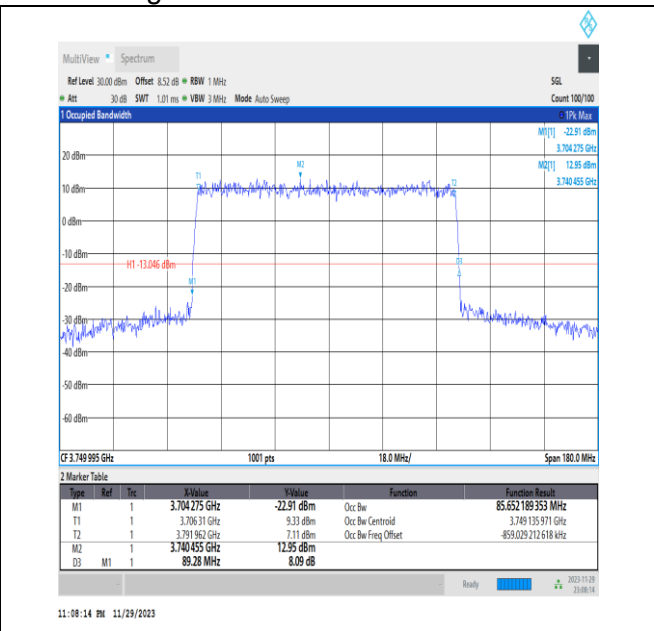 MultiView Spectrum
Ref Level 30.00 dBm Offset 8.52 dB RBW 1 MHz SGL
Att 30 dB SWT 1.01 ms VBW 3 MHz Mode Auto Sweep Count 100/100
1 Occupied Bandwidth 1Pk Max
M1[1] -22.91 dBm
3.704 275 GHz
M2[1] 12.95 dBm
3.740 455 GHz
20 dBm
M2
T1
T2
10 dBm
0 dBm
-10 dBm
D3
H1 -13.046 dBm
M1
-20 dBm
-30 dBm
-40 dBm
-50 dBm
-60 dBm
CF 3.749 995 GHz 1001 pts 18.0 MHz/ Span 180.0 MHz
2 Marker Table
Type Ref Trc X-Value Y-Value Function Function Result
M1 1 3.704 275 GHz -22.91 dBm Occ Bw 85.652 189 353 MHz
T1 1 3.706 31 GHz 9.33 dBm Occ Bw Centroid 3.749 135 971 GHz
T2 1 3.791 962 GHz 7.11 dBm Occ Bw Freq Offset -859.029 212 618 kHz
M2 1 3.740 455 GHz 12.95 dBm
D3 M1 1 89.28 MHz 8.09 dB
Ready 2023-11-29
23:08:14
11:08:14 PM 11/29/2023